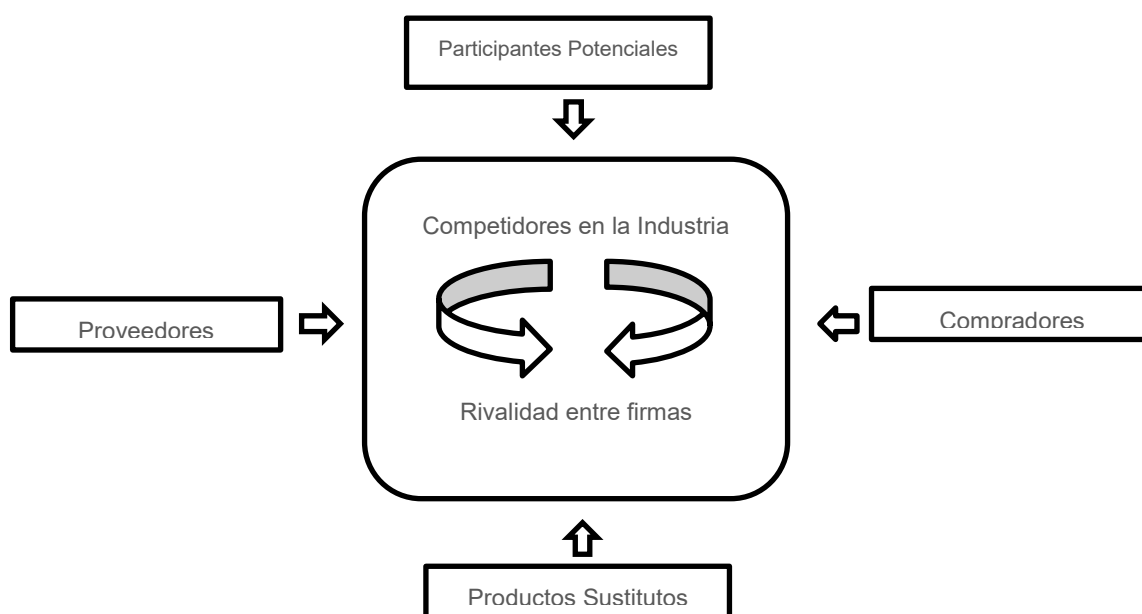 Participantes Potenciales
Competidores en la Industria
Proveedores
Compradores
Rivalidad entre firmas
Productos Sustitutos